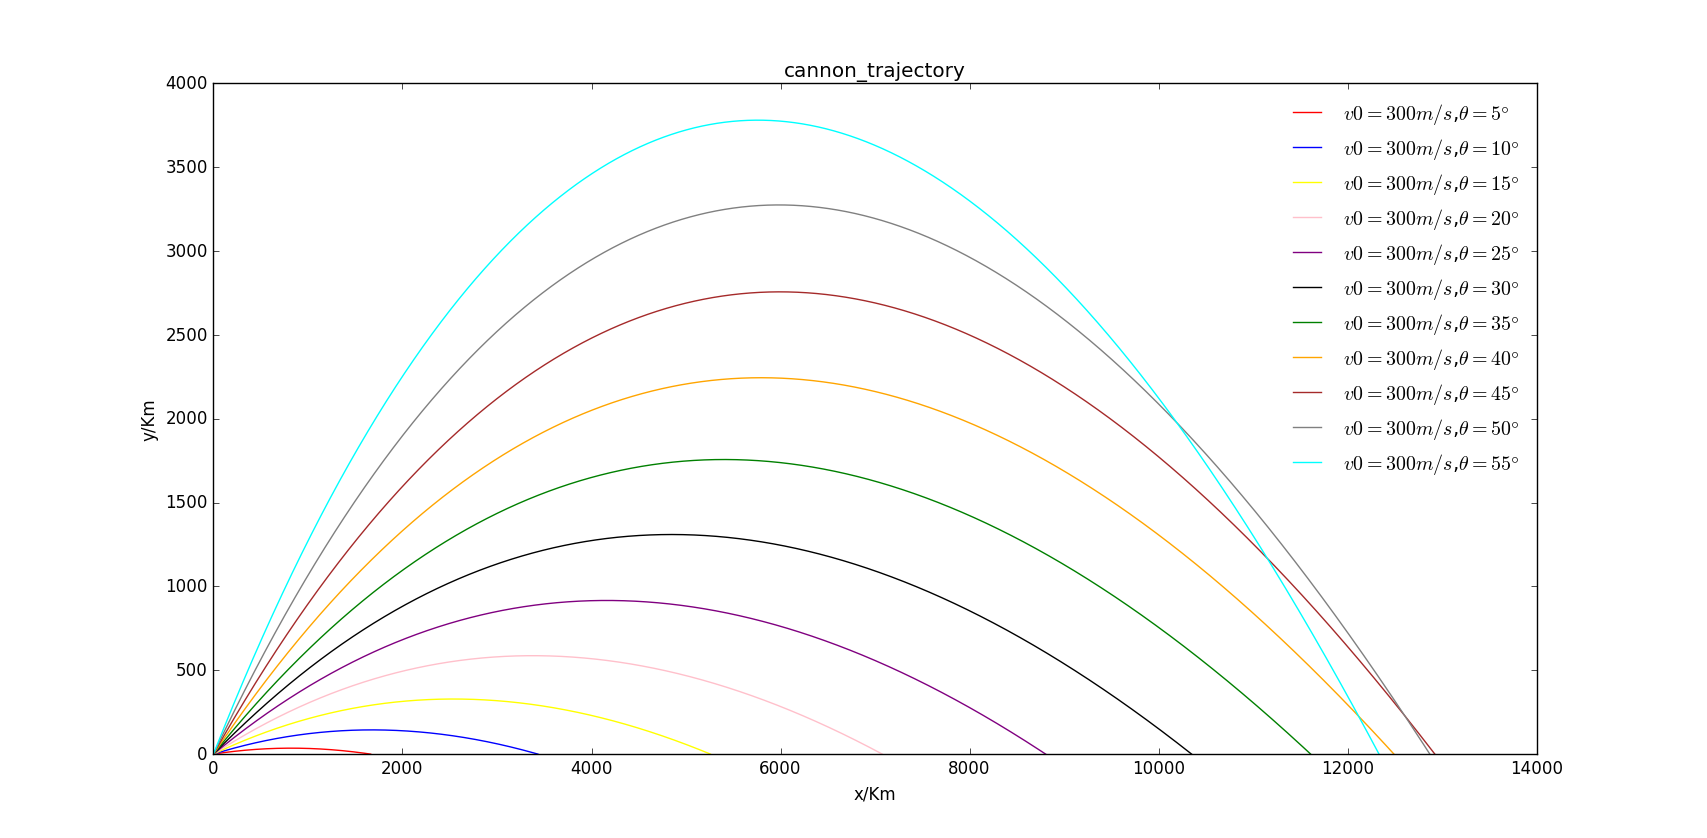 cannon_trajectory
4000
3500
3000
2500
2000
1500
1000
500
0
y/Km
0 2000 4000 6000 8000 10000 12000 14000
x/Km
v0 = 300m/s,θ = 5°
v0 = 300m/s,θ = 10°
v0 = 300m/s,θ = 15°
v0 = 300m/s,θ = 20°
v0 = 300m/s,θ = 25°
v0 = 300m/s,θ = 30°
v0 = 300m/s,θ = 35°
v0 = 300m/s,θ = 40°
v0 = 300m/s,θ = 45°
v0 = 300m/s,θ = 50°
v0 = 300m/s,θ = 55°